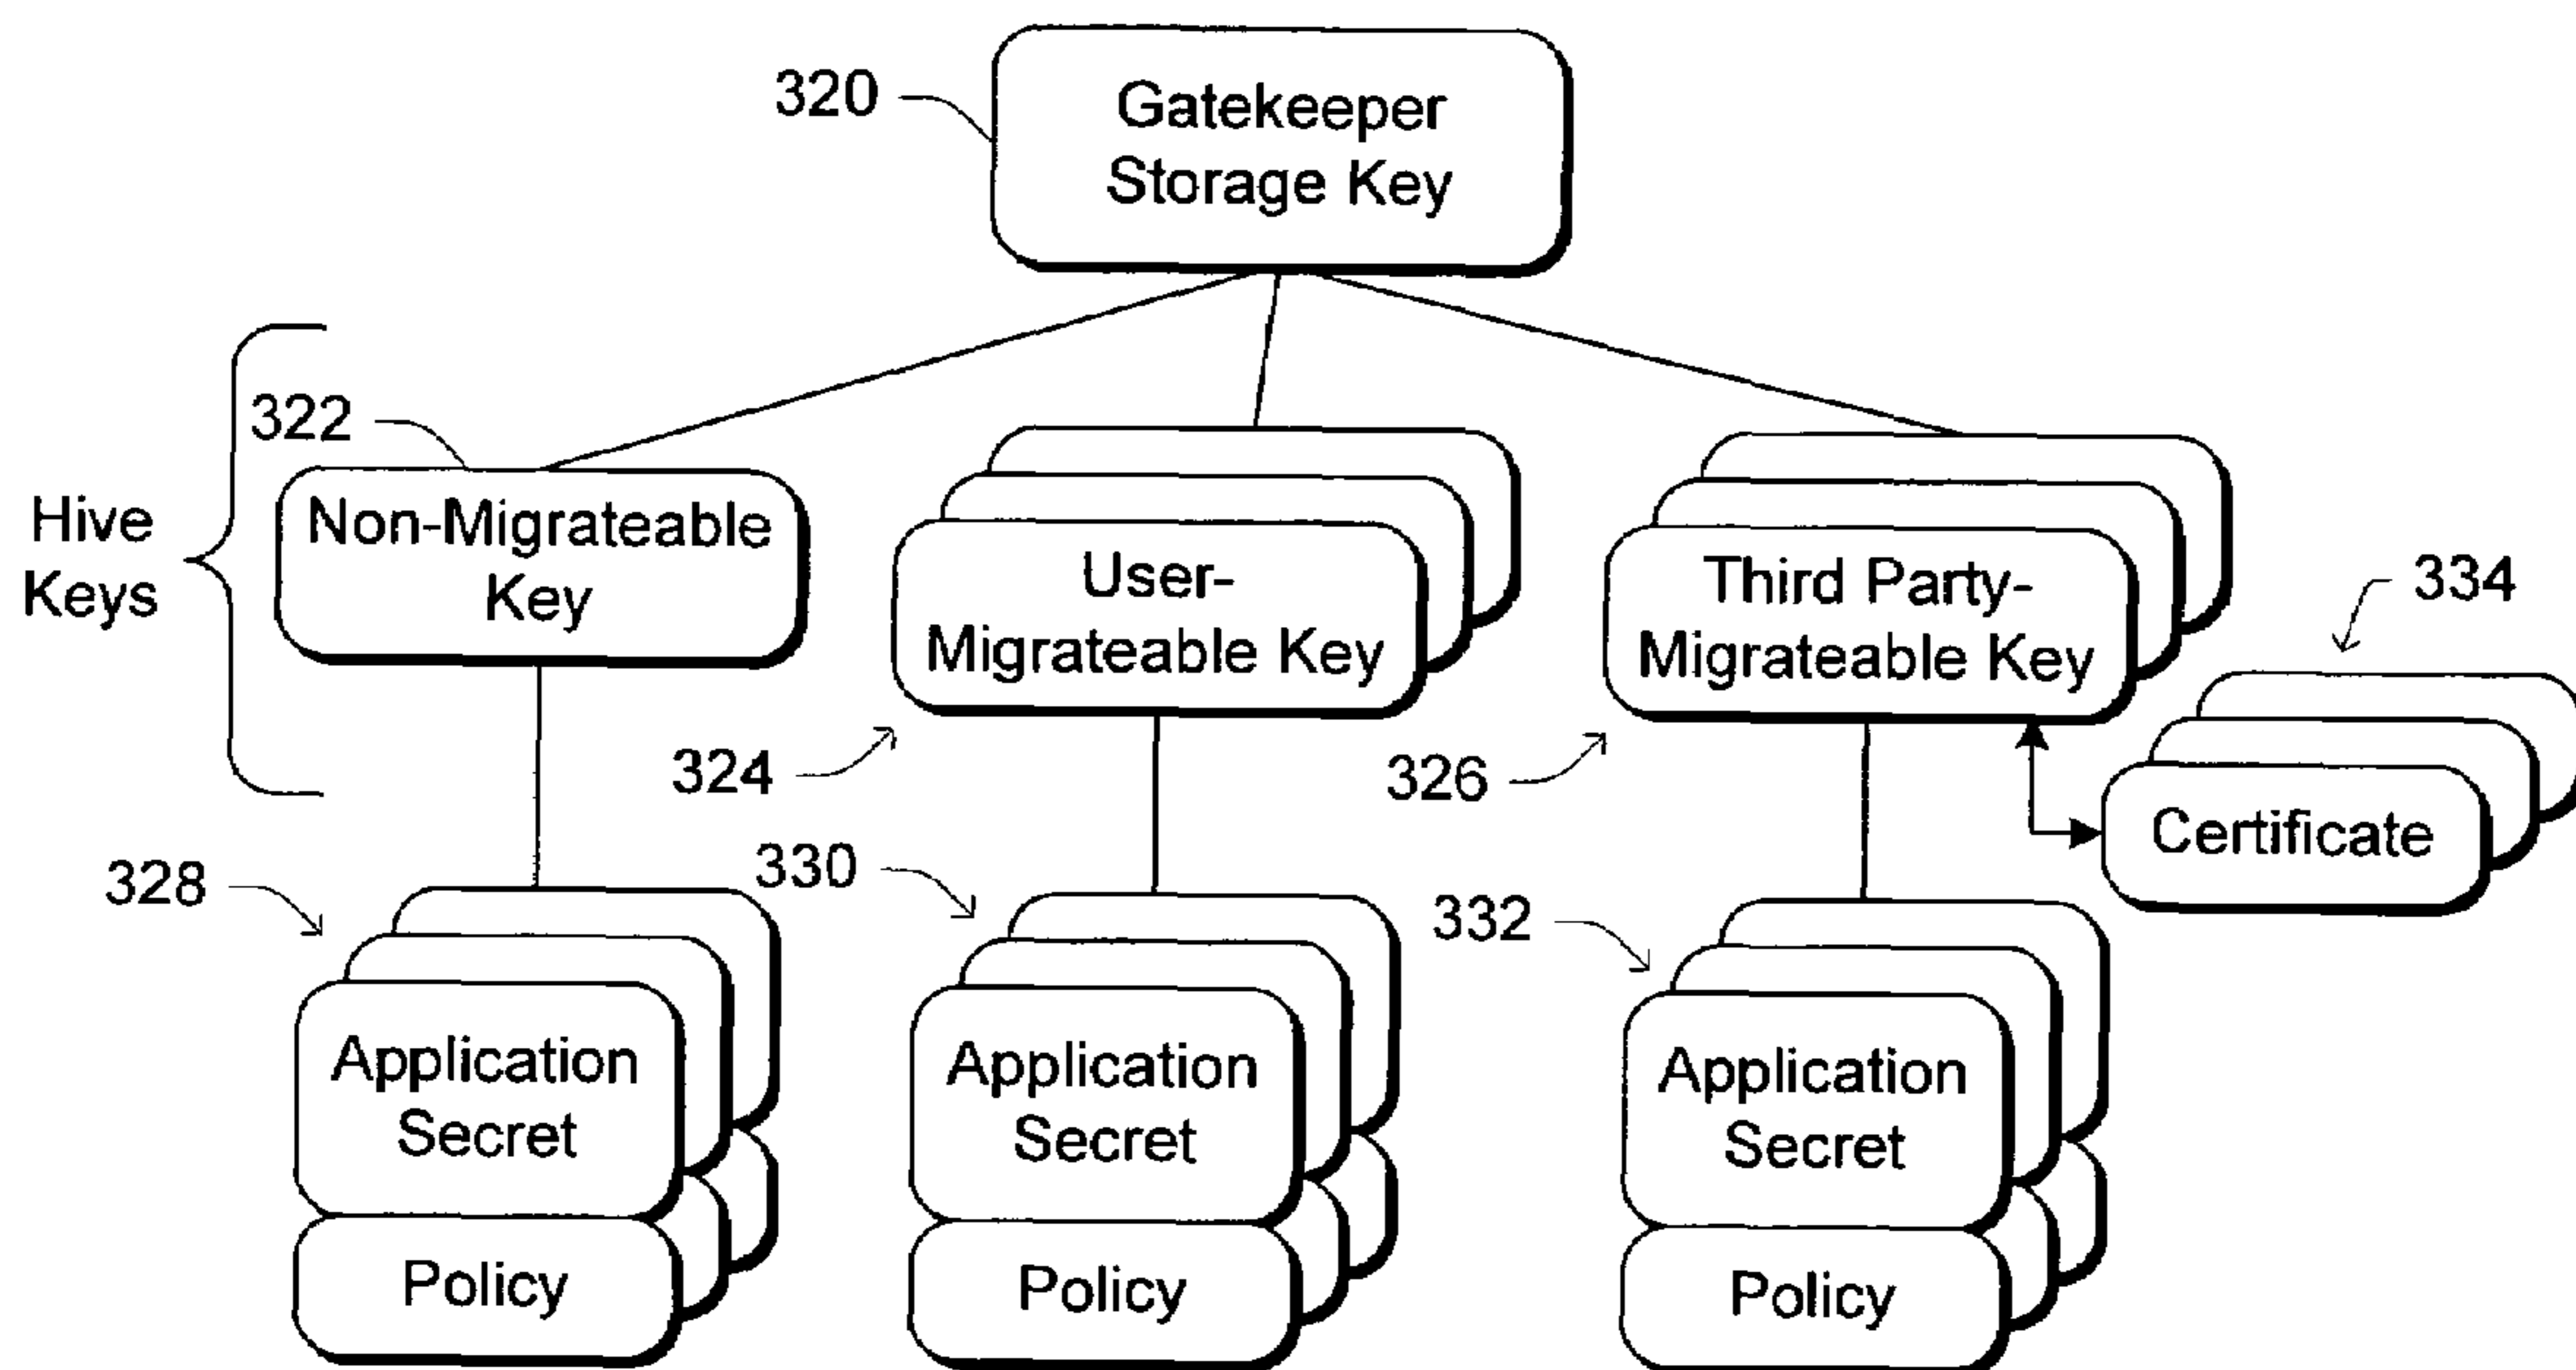 320
Gatekeeper
Storage Key
Hive
Keys
322
Non-Migrateable
Key
User-
Migrateable Key
324
Third Party-
Migrateable Key
326
334
Certificate
328
Application
Secret
Policy
330
Application
Secret
Policy
332
Application
Secret
Policy